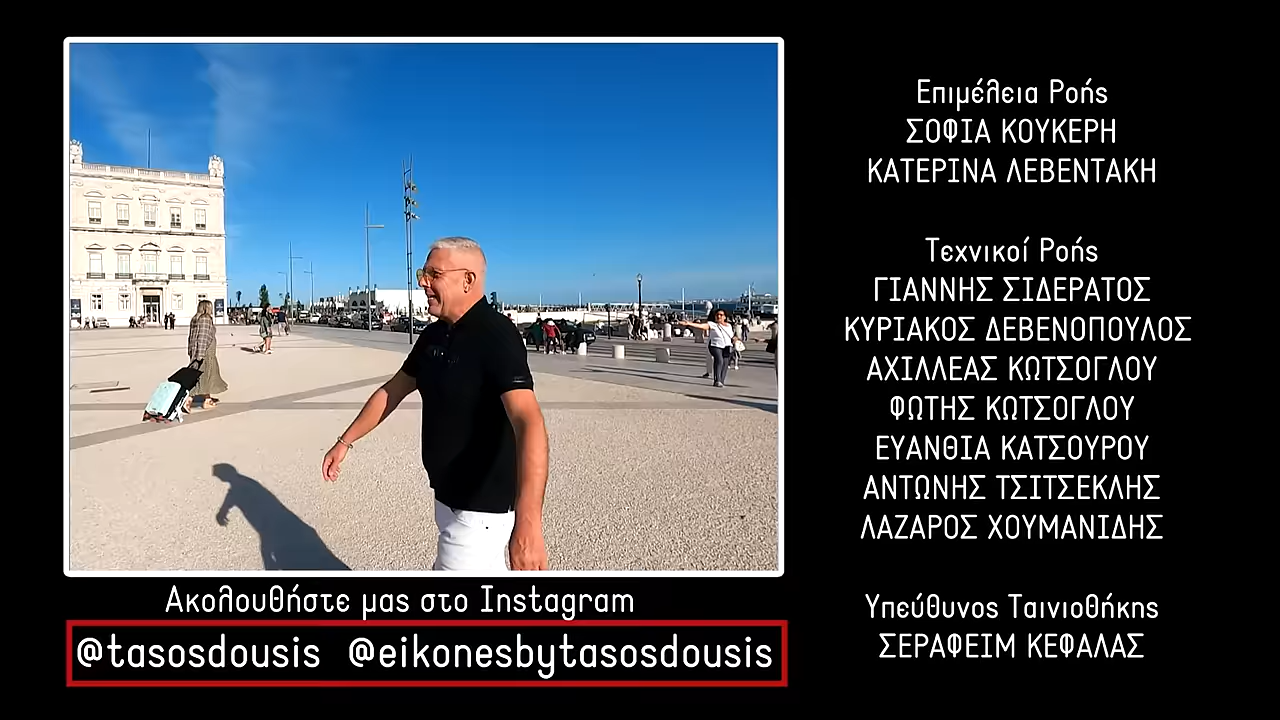 Επιμέλεια Ροής
ΣΟΦΙΑ ΚΟΥΚΕΡΗ
ΚΑΤΕΡΙΝΑ ΛΕΒΕΝΤΑΚΗ
Τεχνικοί Ροής
ΓΙΑΝΝΗΣ ΣΙΔΕΡΑΤΟΣ
ΚΥΡΙΑΚΟΣ ΔΕΒΕΝΟΠΟΥΛΟΣ
ΑΧΙΛΛΕΑΣ ΚΩΤΣΟΓΛΟΥ
ΦΩΤΗΣ ΚΩΤΣΟΓΛΟΥ
ΕΥΑΝΘΙΑ ΚΑΤΣΟΥΡΟΥ
ΑΝΤΩΝΗΣ ΤΣΙΤΣΕΚΛΗΣ
ΛΑΖΑΡΟΣ ΧΟΥΜΑΝΙΔΗΣ
Υπεύθυνος Ταινιοθήκης
ΣΕΡΑΦΕΙΜ ΚΕΦΑΛΑΣ
Ακολουθήστε μας στο Instagram
@tasosdousis @eikonesbytasosdousis